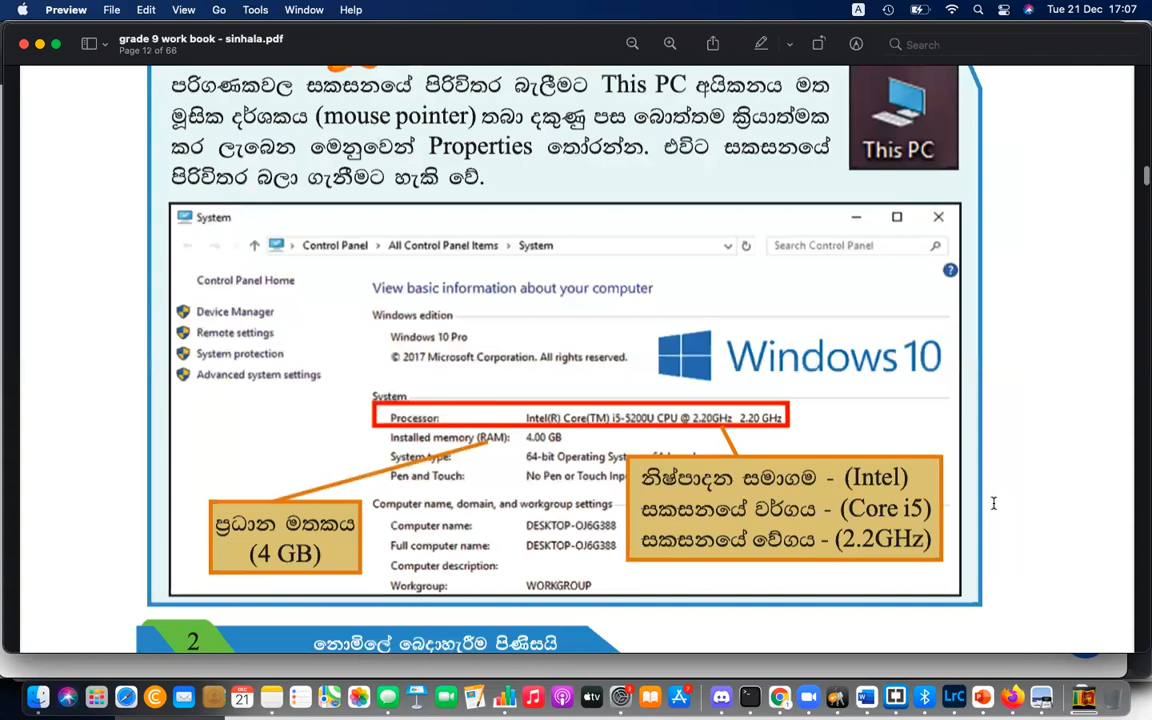 Preview File Edit View Go Tools Window Help
A
Tue 21 Dec 17:07
grade 9 work book - sinhala.pdf
Page 12 of 66
Search
පරිගණකවල සකසනයේ පිරිවිතර බැලීමට This PC අයිකනය මත
මූසික දර්ශකය (mouse pointer) තබා දකුණු පස බොත්තම ක්‍රියාත්මක
කර ලැබෙන මෙනුවෙන් Properties තෝරන්න. එවිට සකසනයේ
පිරිවිතර බලා ගැනීමට හැකි වේ.
This PC
System
Control Panel > All Control Panel Items > System
Search Control Panel
?
Control Panel Home
Device Manager
Remote settings
System protection
Advanced system settings
View basic information about your computer
Windows edition
Windows 10 Pro
© 2017 Microsoft Corporation. All rights reserved.
Windows 10
System
Processor: Intel(R) Core(TM) i5-5200U CPU @ 2.20GHz 2.20 GHz
Installed memory (RAM): 4.00 GB
System type: 64-bit Operating
Pen and Touch: No Pen or Touch
Computer name, domain, and workgroup settings
Computer name: DESKTOP-OJ6G388
Full computer name: DESKTOP-OJ6G388
Computer description:
Workgroup: WORKGROUP
ප්‍රධාන මතකය
(4 GB)
නිෂ්පාදන සමාගම - (Intel)
සකසනයේ වර්ගය - (Core i5)
සකසනයේ වේගය - (2.2GHz)
2
නොමිලේ බෙදාහැරීම පිණිසයි
DEC
21
tv
W
LrC